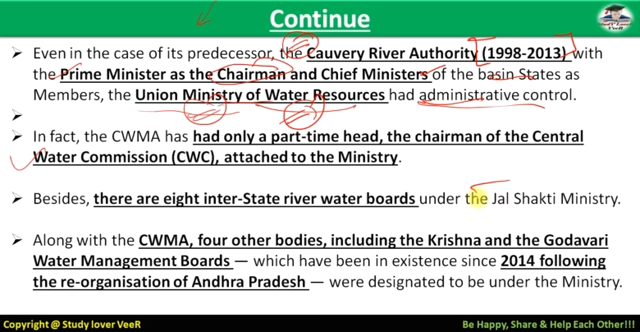 Continue
Study Lover VeeR
➢ Even in the case of its predecessor, the Cauvery River Authority (1998-2013) with
the Prime Minister as the Chairman and Chief Ministers of the basin States as
Members, the Union Ministry of Water Resources had administrative control.
➢
➢ In fact, the CWMA has had only a part-time head, the chairman of the Central
Water Commission (CWC), attached to the Ministry.
➢ Besides, there are eight inter-State river water boards under the Jal Shakti Ministry.
➢ Along with the CWMA, four other bodies, including the Krishna and the Godavari
Water Management Boards — which have been in existence since 2014 following
the re-organisation of Andhra Pradesh — were designated to be under the Ministry.
Copyright @ Study lover VeeR
Be Happy, Share & Help Each Other!!!